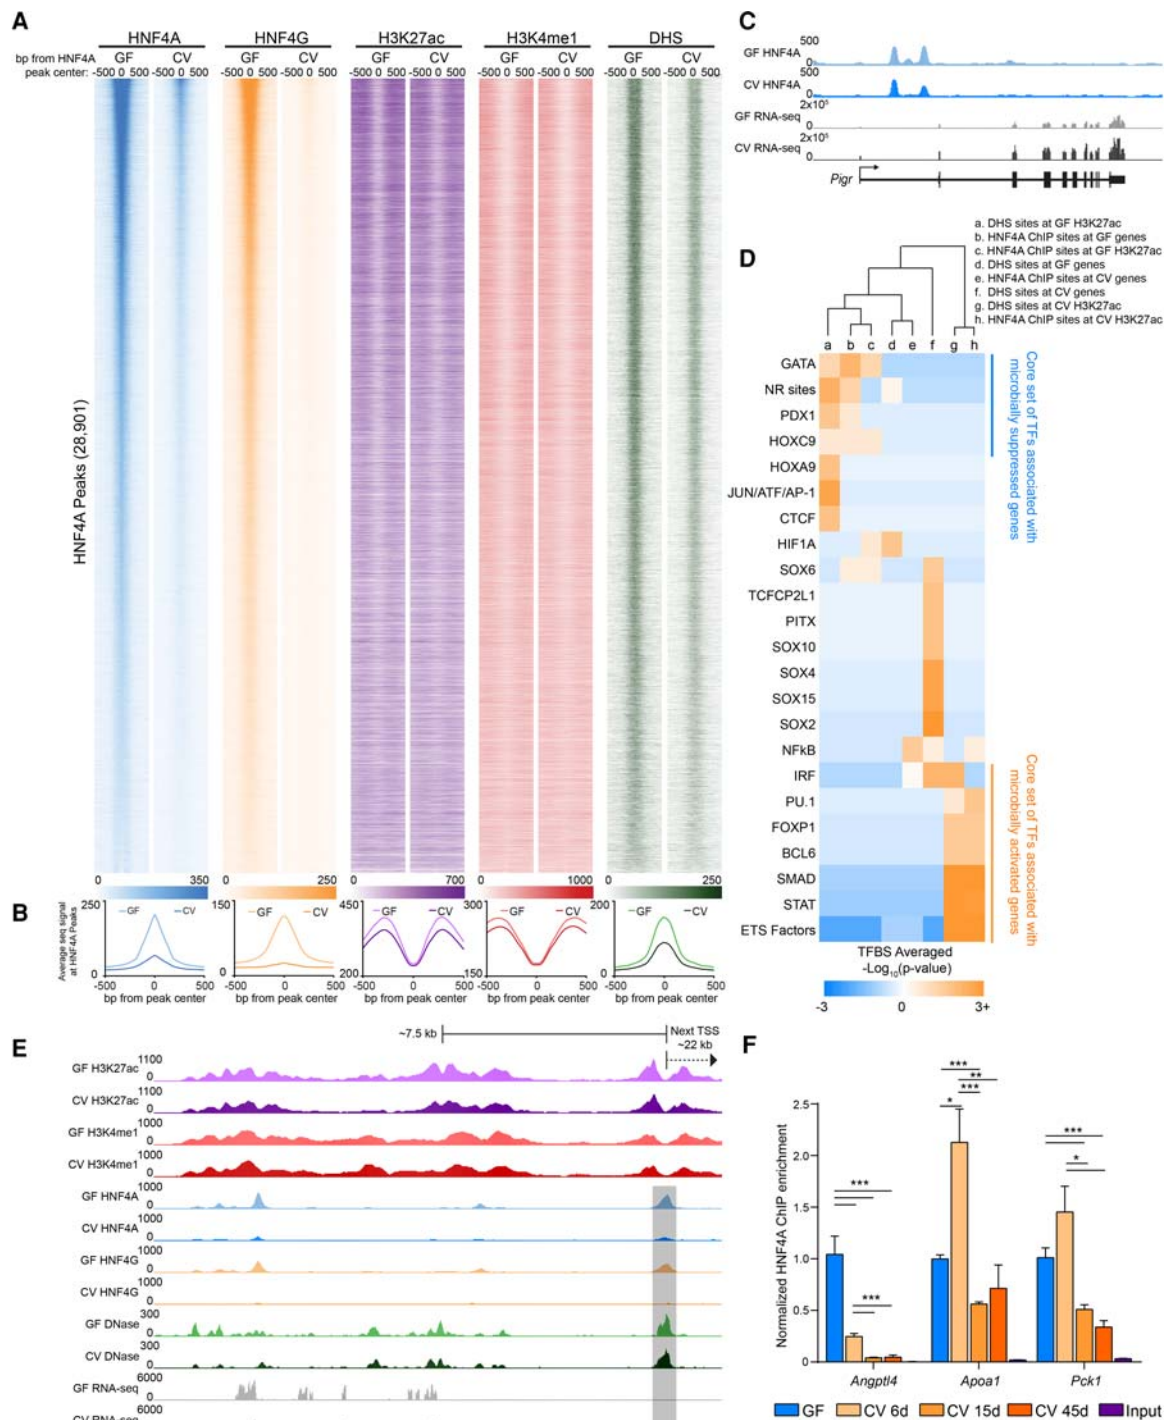 A
HNF4A HNF4G H3K27ac H3K4me1 DHS
bp from HNF4A GF CV GF CV GF CV GF CV GF CV
peak center: -500 0 500 -500 0 500 -500 0 500 -500 0 500 -500 0 500 -500 0 500 -500 0 500 -500 0 500 -500 0 500 -500 0 500
HNF4A Peaks (28,901)
0 350 0 250 0 700 0 1000 0 250
B
Average seq signal
at HNF4A Peaks
250 GF CV 150 GF CV 450 GF CV 300 GF CV 200 GF CV
0 0 200 150 0
-500 0 500 -500 0 500 -500 0 500 -500 0 500 -500 0 500
bp from peak center bp from peak center bp from peak center bp from peak center bp from peak center
C
500
GF HNF4A
0
500
CV HNF4A
0
2x10⁵
GF RNA-seq
0
2x10⁵
CV RNA-seq
0
Pigr
D
a. DHS sites at GF H3K27ac
b. HNF4A ChIP sites at GF genes
c. HNF4A ChIP sites at GF H3K27ac
d. DHS sites at GF genes
e. HNF4A ChIP sites at CV genes
f. DHS sites at CV genes
g. DHS sites at CV H3K27ac
h. HNF4A ChIP sites at CV H3K27ac
a b c d e f g h
GATA
NR sites
PDX1
HOXC9
HOXA9
JUN/ATF/AP-1
CTCF
HIF1A
SOX6
TCFCP2L1
PITX
SOX10
SOX4
SOX15
SOX2
NFkB
IRF
PU.1
FOXP1
BCL6
SMAD
STAT
ETS Factors
Core set of TFs associated with
microbially suppressed genes
Core set of TFs associated with
microbially activated genes
TFBS Averaged
-Log₁₀(p-value)
-3 0 3+
E
~7.5 kb
Next TSS
~22 kb
1100
GF H3K27ac
0
1100
CV H3K27ac
0
1000
GF H3K4me1
0
1000
CV H3K4me1
0
1000
GF HNF4A
0
1000
CV HNF4A
0
1000
GF HNF4G
0
1000
CV HNF4G
0
300
GF DNase
0
300
CV DNase
0
6000
GF RNA-seq
0
6000
CV RNA-seq
F
Normalized HNF4A ChIP enrichment
2.5
2.0
1.5
1.0
0.5
0
***
***
*
***
**
***
***
*
Angptl4 Apoa1 Pck1
GF CV 6d CV 15d CV 45d Input